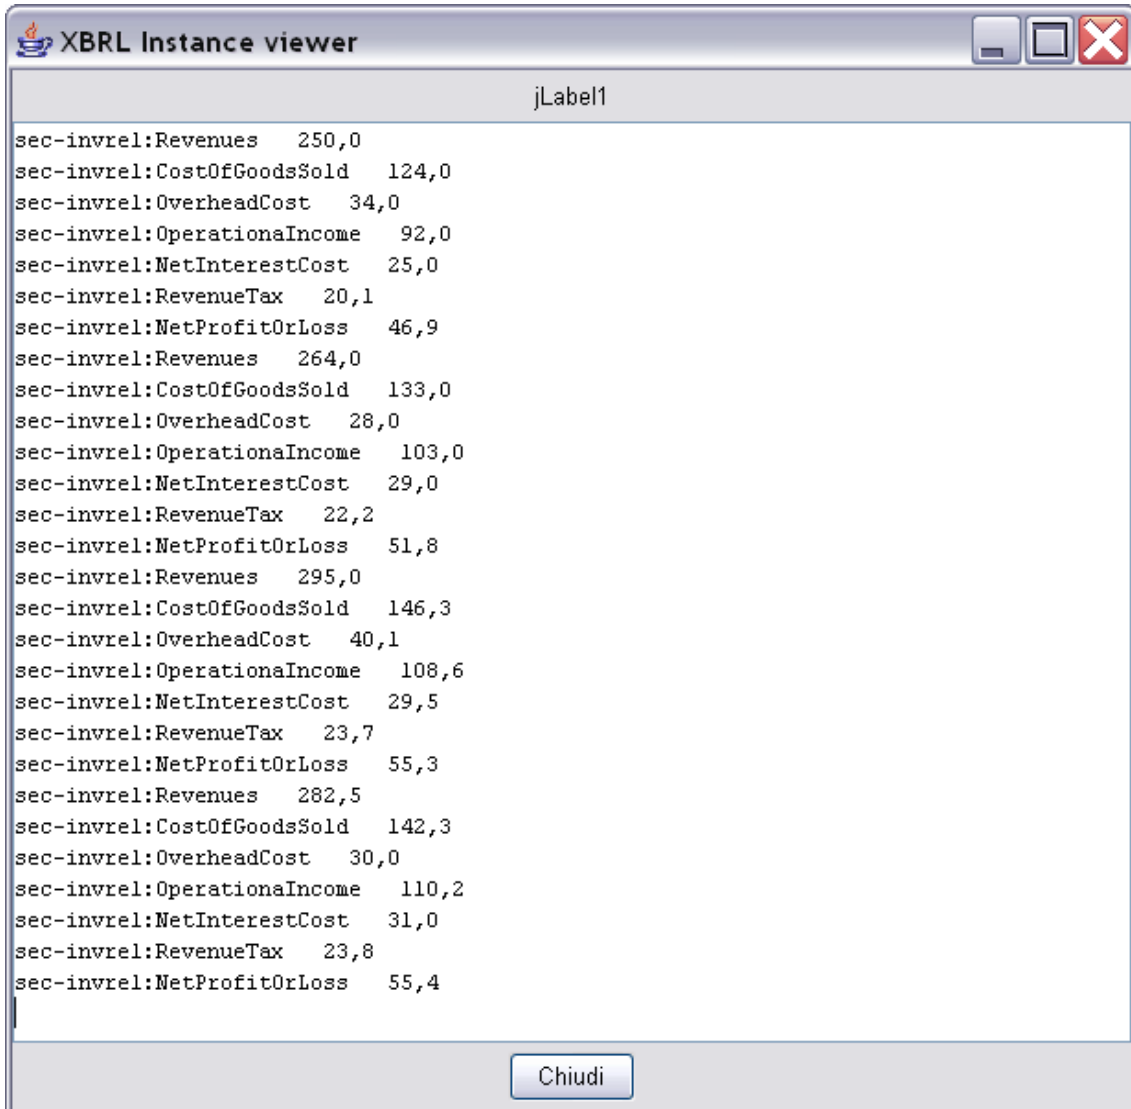 XBRL Instance viewer
jLabel1
sec-invrel:Revenues 250,0
sec-invrel:CostOfGoodsSold 124,0
sec-invrel:OverheadCost 34,0
sec-invrel:OperationaIncome 92,0
sec-invrel:NetInterestCost 25,0
sec-invrel:RevenueTax 20,1
sec-invrel:NetProfitOrLoss 46,9
sec-invrel:Revenues 264,0
sec-invrel:CostOfGoodsSold 133,0
sec-invrel:OverheadCost 28,0
sec-invrel:OperationaIncome 103,0
sec-invrel:NetInterestCost 29,0
sec-invrel:RevenueTax 22,2
sec-invrel:NetProfitOrLoss 51,8
sec-invrel:Revenues 295,0
sec-invrel:CostOfGoodsSold 146,3
sec-invrel:OverheadCost 40,1
sec-invrel:OperationaIncome 108,6
sec-invrel:NetInterestCost 29,5
sec-invrel:RevenueTax 23,7
sec-invrel:NetProfitOrLoss 55,3
sec-invrel:Revenues 282,5
sec-invrel:CostOfGoodsSold 142,3
sec-invrel:OverheadCost 30,0
sec-invrel:OperationaIncome 110,2
sec-invrel:NetInterestCost 31,0
sec-invrel:RevenueTax 23,8
sec-invrel:NetProfitOrLoss 55,4
Chiudi